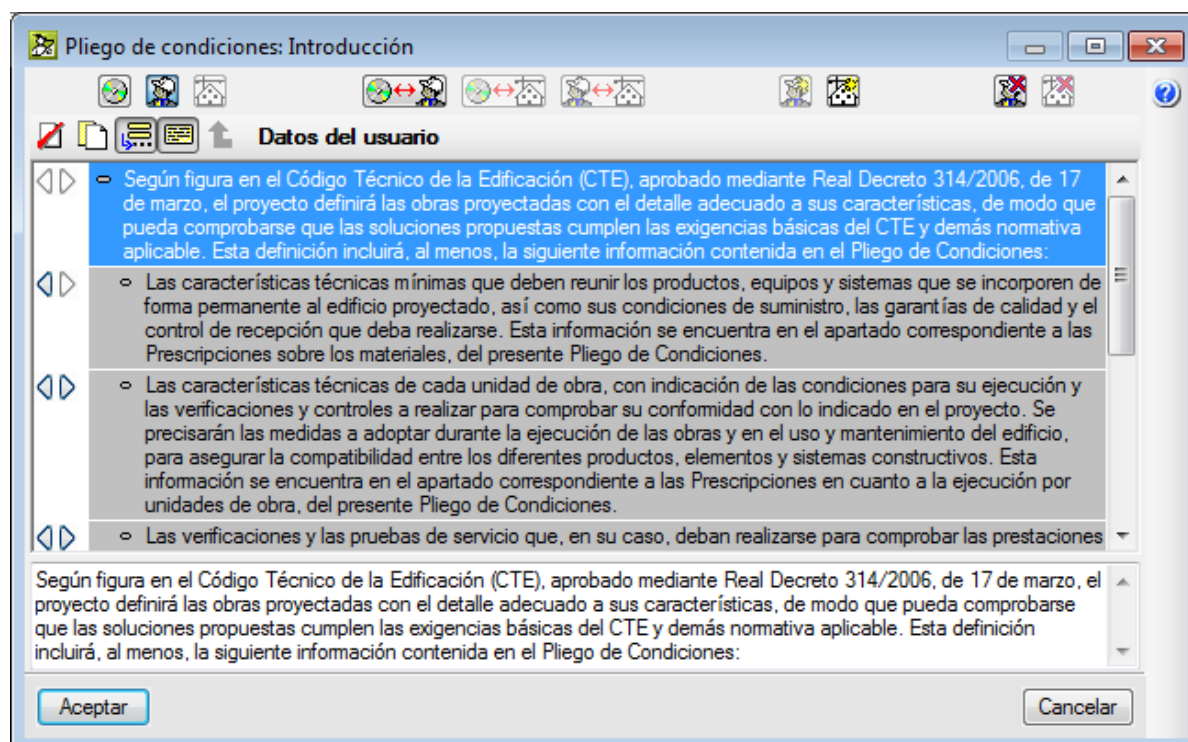 Pliego de condiciones: Introducción
Datos del usuario
Según figura en el Código Técnico de la Edificación (CTE), aprobado mediante Real Decreto 314/2006, de 17
de marzo, el proyecto definirá las obras proyectadas con el detalle adecuado a sus características, de modo que
pueda comprobarse que las soluciones propuestas cumplen las exigencias básicas del CTE y demás normativa
aplicable. Esta definición incluirá, al menos, la siguiente información contenida en el Pliego de Condiciones:
Las características técnicas mínimas que deben reunir los productos, equipos y sistemas que se incorporen de
forma permanente al edificio proyectado, así como sus condiciones de suministro, las garantías de calidad y el
control de recepción que deba realizarse. Esta información se encuentra en el apartado correspondiente a las
Prescripciones sobre los materiales, del presente Pliego de Condiciones.
Las características técnicas de cada unidad de obra, con indicación de las condiciones para su ejecución y
las verificaciones y controles a realizar para comprobar su conformidad con lo indicado en el proyecto. Se
precisarán las medidas a adoptar durante la ejecución de las obras y en el uso y mantenimiento del edificio,
para asegurar la compatibilidad entre los diferentes productos, elementos y sistemas constructivos. Esta
información se encuentra en el apartado correspondiente a las Prescripciones en cuanto a la ejecución por
unidades de obra, del presente Pliego de Condiciones.
Las verificaciones y las pruebas de servicio que, en su caso, deban realizarse para comprobar las prestaciones
Según figura en el Código Técnico de la Edificación (CTE), aprobado mediante Real Decreto 314/2006, de 17 de marzo, el
proyecto definirá las obras proyectadas con el detalle adecuado a sus características, de modo que pueda comprobarse
que las soluciones propuestas cumplen las exigencias básicas del CTE y demás normativa aplicable. Esta definición
incluirá, al menos, la siguiente información contenida en el Pliego de Condiciones:
Aceptar
Cancelar